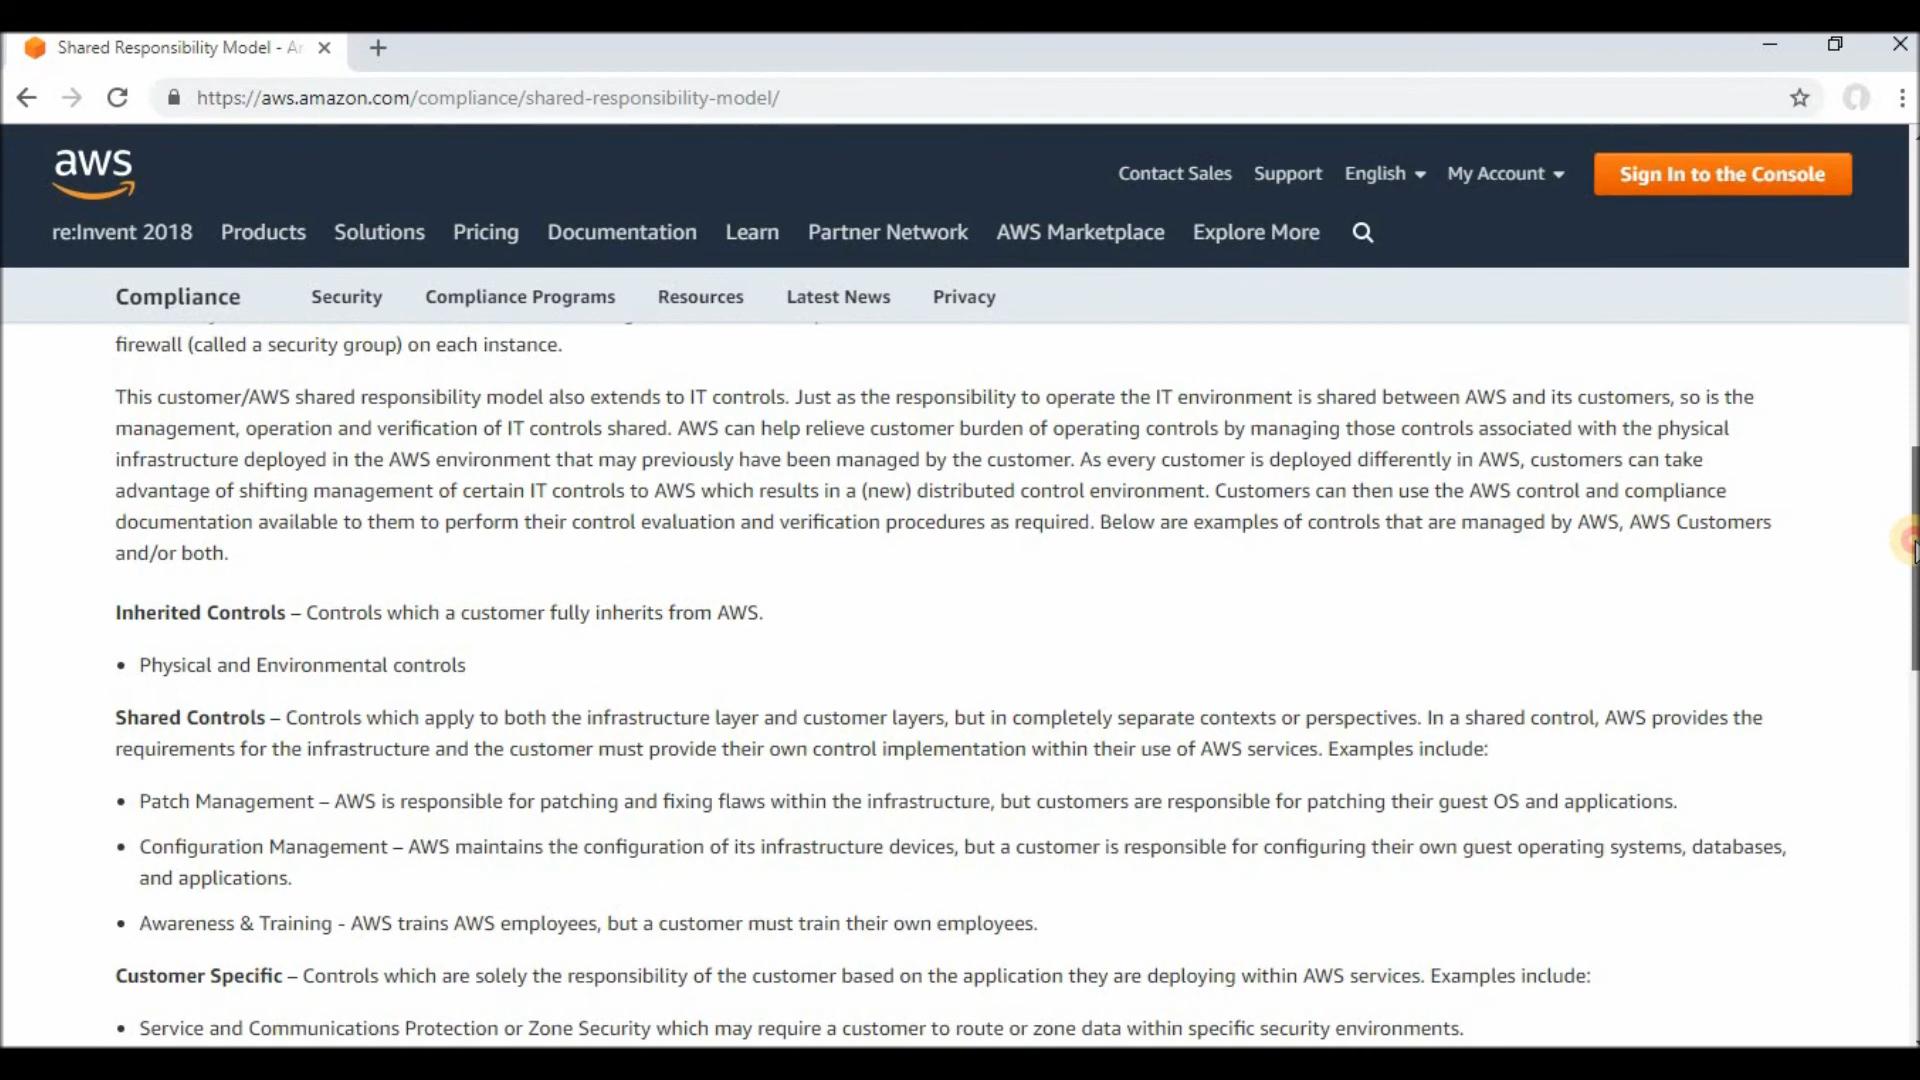 Shared Responsibility Model - Ar
https://aws.amazon.com/compliance/shared-responsibility-model/
aws
Contact Sales Support English My Account Sign In to the Console
re:Invent 2018 Products Solutions Pricing Documentation Learn Partner Network AWS Marketplace Explore More
Compliance Security Compliance Programs Resources Latest News Privacy
firewall (called a security group) on each instance.
This customer/AWS shared responsibility model also extends to IT controls. Just as the responsibility to operate the IT environment is shared between AWS and its customers, so is the
management, operation and verification of IT controls shared. AWS can help relieve customer burden of operating controls by managing those controls associated with the physical
infrastructure deployed in the AWS environment that may previously have been managed by the customer. As every customer is deployed differently in AWS, customers can take
advantage of shifting management of certain IT controls to AWS which results in a (new) distributed control environment. Customers can then use the AWS control and compliance
documentation available to them to perform their control evaluation and verification procedures as required. Below are examples of controls that are managed by AWS, AWS Customers
and/or both.
Inherited Controls – Controls which a customer fully inherits from AWS.
• Physical and Environmental controls
Shared Controls – Controls which apply to both the infrastructure layer and customer layers, but in completely separate contexts or perspectives. In a shared control, AWS provides the
requirements for the infrastructure and the customer must provide their own control implementation within their use of AWS services. Examples include:
• Patch Management – AWS is responsible for patching and fixing flaws within the infrastructure, but customers are responsible for patching their guest OS and applications.
• Configuration Management – AWS maintains the configuration of its infrastructure devices, but a customer is responsible for configuring their own guest operating systems, databases,
and applications.
• Awareness & Training - AWS trains AWS employees, but a customer must train their own employees.
Customer Specific – Controls which are solely the responsibility of the customer based on the application they are deploying within AWS services. Examples include:
• Service and Communications Protection or Zone Security which may require a customer to route or zone data within specific security environments.